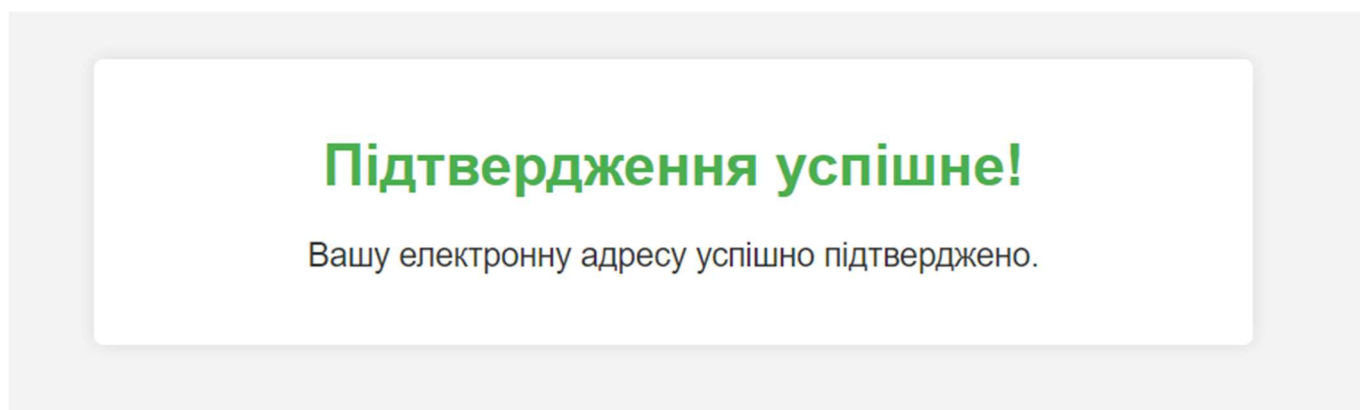 Підтвердження успішне!
Вашу електронну адресу успішно підтверджено.